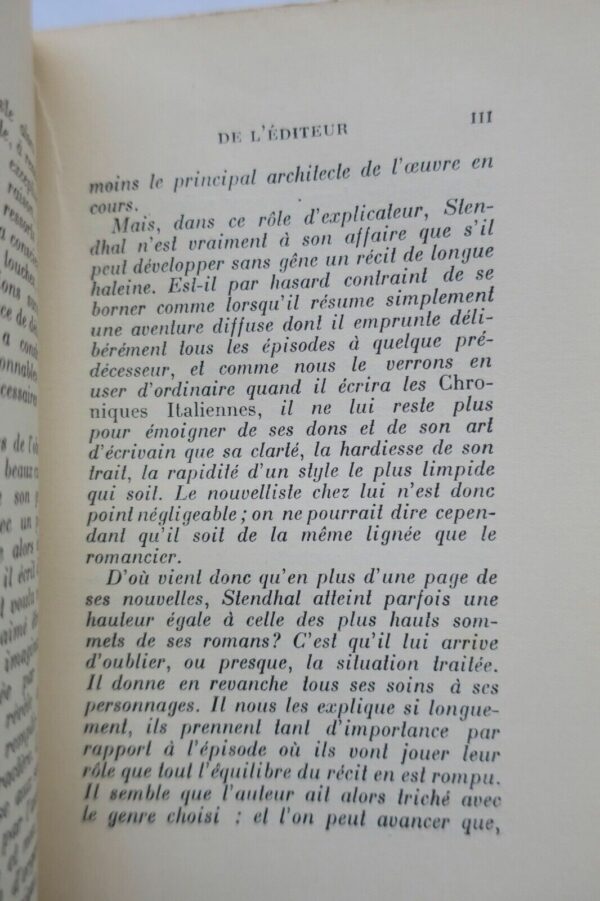 DE L'ÉDITEUR
III
moins le principal architecte de l'œuvre en
cours.
Mais, dans ce rôle d'explicateur, Sten-
dhal n'est vraiment à son affaire que s'il
peut développer sans gêne un récit de longue
haleine. Est-il par hasard contraint de se
borner comme lorsqu'il résume simplement
une aventure diffuse dont il emprunte déli-
bérément tous les épisodes à quelque pré-
décesseur, et comme nous le verrons en
user d'ordinaire quand il écrira les Chro-
niques Italiennes, il ne lui reste plus
pour émoigner de ses dons et de son art
d'écrivain que sa clarté, la hardiesse de son
trait, la rapidité d'un style le plus limpide
qui soit. Le nouvelliste chez lui n'est donc
point négligeable ; on ne pourrait dire cepen-
dant qu'il soit de la même lignée que le
romancier.
D'où vient donc qu'en plus d'une page de
ses nouvelles, Stendhal atteint parfois une
hauteur égale à celle des plus hauts som-
mets de ses romans? C'est qu'il lui arrive
d'oublier, ou presque, la situation traitée.
Il donne en revanche tous ses soins à ses
personnages. Il nous les explique si longue-
ment, ils prennent tant d'importance par
rapport à l'épisode où ils vont jouer leur
rôle que tout l'équilibre du récit en est rompu.
Il semble que l'auteur ait alors triché avec
le genre choisi : et l'on peut avancer que,